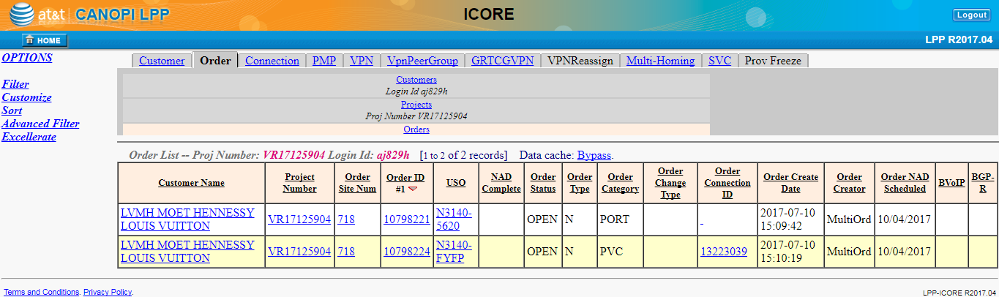 at&t CANOPI LPP
ICORE
Logout
HOME
LPP R2017.04
OPTIONS
Filter
Customize
Sort
Advanced Filter
Excellerate
Customer Order Connection PMP VPN VpnPeerGroup GRTCGVPN VPNReassign Multi-Homing SVC Prov Freeze
Customers
Login Id aj829h
Projects
Proj Number VR17125904
Orders
Order List -- Proj Number: VR17125904 Login Id: aj829h [1 to 2 of 2 records] Data cache: Bypass.
Customer Name
Project
Number
Order
Site Num
Order ID
#1
USO
NAD
Complete
Order
Status
Order
Type
Order
Category
Order
Change
Type
Order
Connection
ID
Order Create
Date
Order
Creator
Order NAD
Scheduled
BVoIP
BGP-
R
LVMH MOET HENNESSY
LOUIS VUITTON
VR17125904
718
10798221
N3140-
5620
OPEN
N
PORT
-
2017-07-10
15:09:42
MultiOrd
10/04/2017
LVMH MOET HENNESSY
LOUIS VUITTON
VR17125904
718
10798224
N3140-
FYFP
OPEN
N
PVC
13223039
2017-07-10
15:10:19
MultiOrd
10/04/2017
Terms and Conditions. Privacy Policy.
LPP-ICORE R2017.04